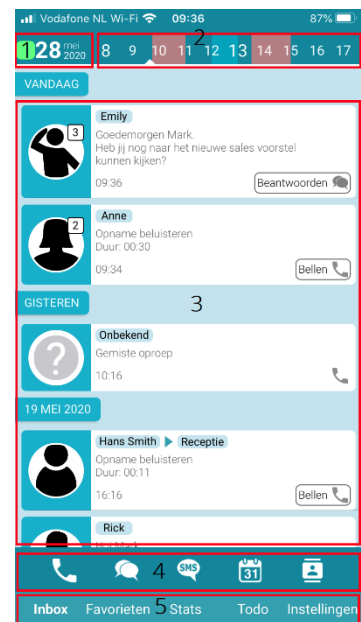 Vodafone NL Wi-Fi 09:36 87%
1 28 mei 2020 8 9 10 11 12 13 14 15 16 17
2
VANDAAG
Emily
3
Goedemorgen Mark.
Heb jij nog naar het nieuwe sales voorstel
kunnen kijken?
09:36 Beantwoorden
Anne
2
Opname beluisteren
Duur: 00:30
09:34 Bellen
GISTEREN 3
Onbekend
?
Gemiste oproep
10:16
19 MEI 2020
Hans Smith Receptie
Opname beluisteren
Duur: 00:11
16:16 Bellen
Rick
4 SMS 31
Inbox Favorieten 5 Stats Todo Instellingen